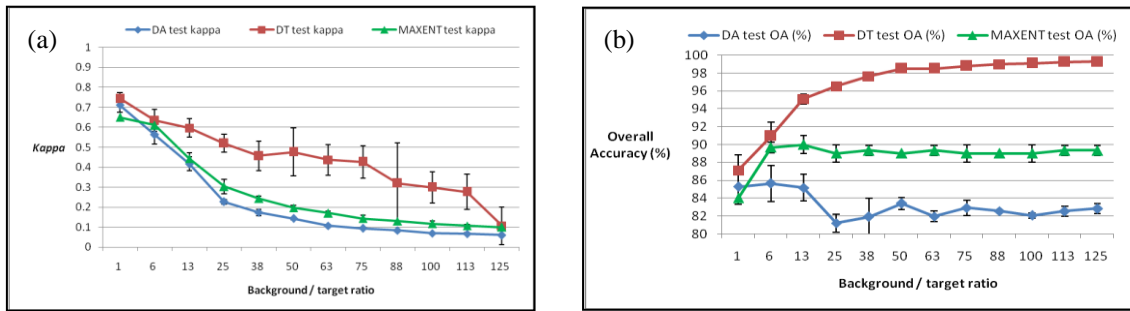 (a)
DA test kappa DT test kappa MAXENT test kappa
1
0.9
0.8
0.7
0.6
0.5
0.4
0.3
0.2
0.1
0
Kappa
1 6 13 25 38 50 63 75 88 100 113 125
Background / target ratio
(b)
DA test OA (%) DT test OA (%) MAXENT test OA (%)
100
98
96
94
92
90
88
86
84
82
80
Overall
Accuracy (%)
1 6 13 25 38 50 63 75 88 100 113 125
Background / target ratio